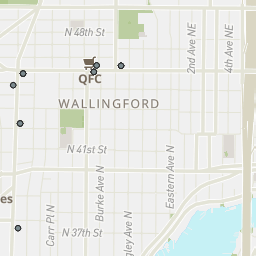 N 48th St
2nd Ave NE
4th Ave NE
QFC
WALLINGFORD
N 41st St
Eastern Ave N
Burke Ave N
Carr Pl N
N 37th St